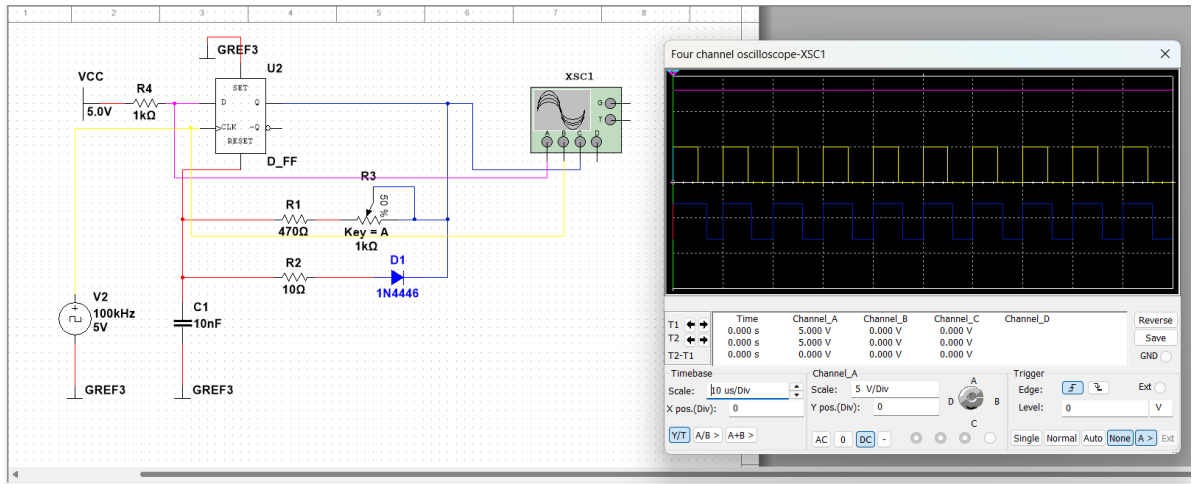 1 2 3 4 5 6 7 8
GREF3
U2
VCC
5.0V
R4
1kΩ
SET
D Q
CLK ~Q
RESET
D_FF
XSC1
G
T
A B C D
R3
50 %
Key = A
1kΩ
R1
470Ω
R2
10Ω
D1
1N4446
V2
100kHz
5V
C1
10nF
GREF3
GREF3
Four channel oscilloscope-XSC1
Time Channel_A Channel_B Channel_C Channel_D
T1 0.000 s 5.000 V 0.000 V 0.000 V
T2 0.000 s 5.000 V 0.000 V 0.000 V
T2-T1 0.000 s 0.000 V 0.000 V 0.000 V
Reverse
Save
GND
Timebase
Scale: 10 us/Div
X pos.(Div): 0
Y/T A/B > A+B >
Channel_A
Scale: 5 V/Div
Y pos.(Div): 0
AC 0 DC -
A
D B
C
Trigger
Edge: Ext
Level: 0 V
Single Normal Auto None A > Ext